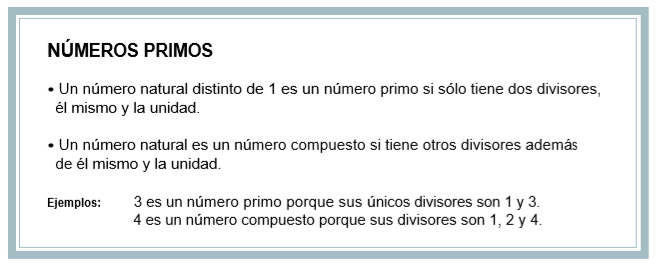 NÚMEROS PRIMOS
• Un número natural distinto de 1 es un número primo si sólo tiene dos divisores,
él mismo y la unidad.
• Un número natural es un número compuesto si tiene otros divisores además
de él mismo y la unidad.
Ejemplos: 3 es un número primo porque sus únicos divisores son 1 y 3.
4 es un número compuesto porque sus divisores son 1, 2 y 4.